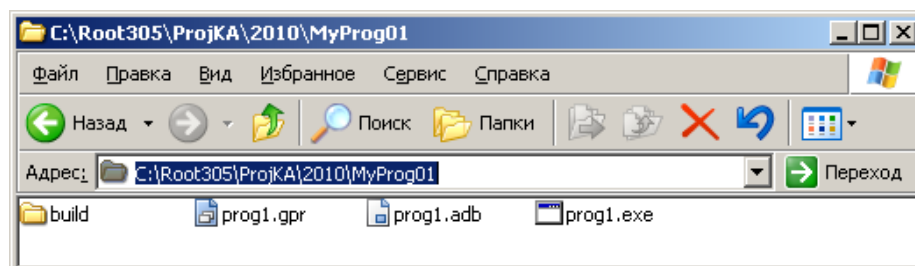 C:\Root305\ProjKA\2010\MyProg01
Файл Правка Вид Избранное Сервис Справка
Назад Поиск Папки
Адрес: C:\Root305\ProjKA\2010\MyProg01 Переход
build prog1.gpr prog1.adb prog1.exe